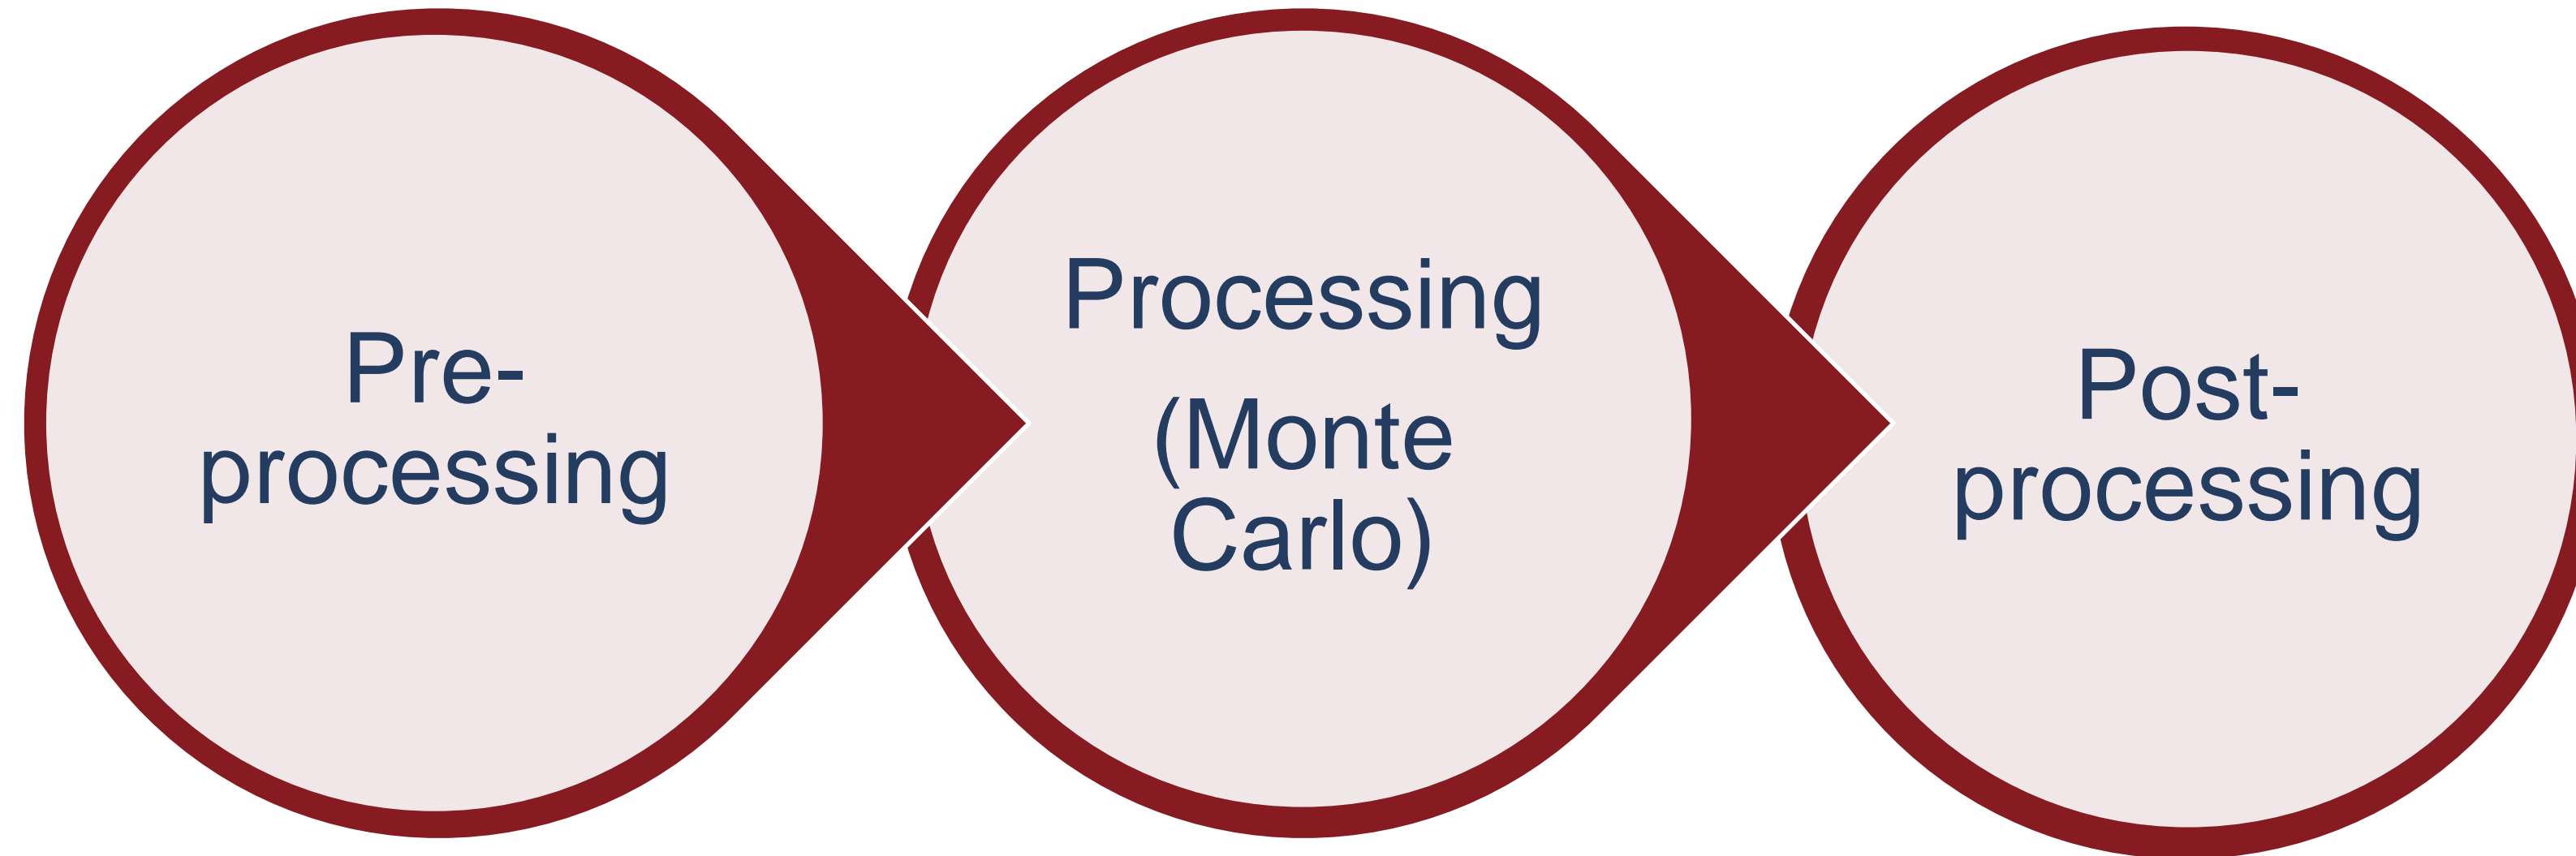 Pre-
processing
Processing
(Monte
Carlo)
Post-
processing